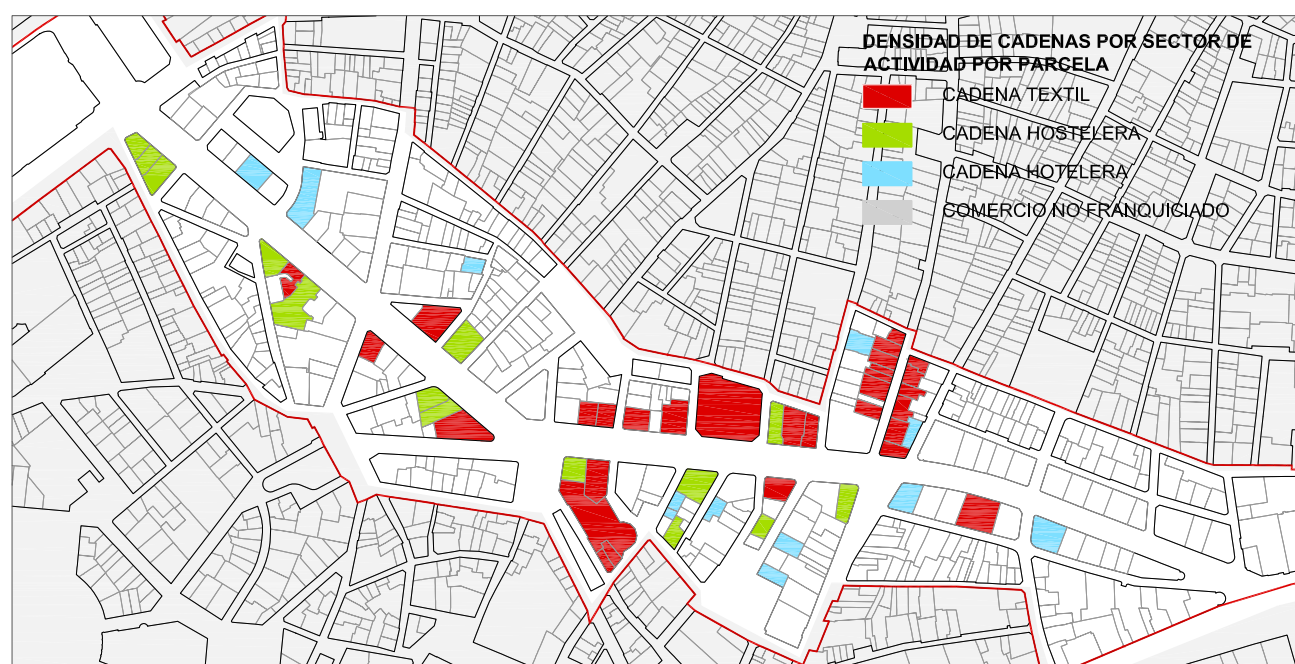 DENSIDAD DE CADENAS POR SECTOR DE
ACTIVIDAD POR PARCELA
CADENA TEXTIL
CADENA HOSTELERA
CADENA HOTELERA
COMERCIO NO FRANQUICIADO